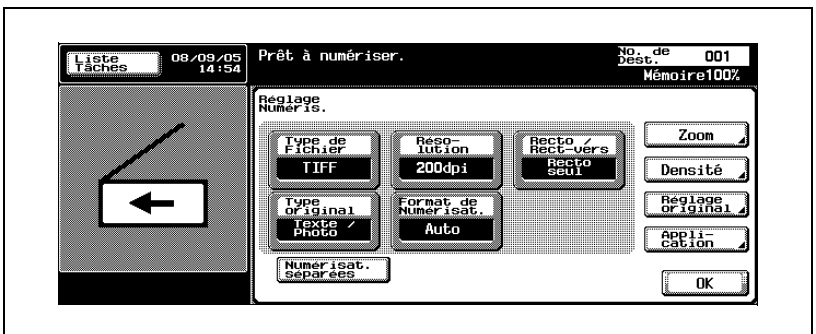 Liste
Tâches
08/09/05
14:54
Prêt à numériser.
No. de
Dest.
001
Mémoire100%
Réglage
Numéris.
Type de
Fichier
TIFF
Réso-
lution
200dpi
Recto /
Rect-vers
Recto
seul
Type
original
Texte /
Photo
Format de
Numérisat.
Auto
Numérisat.
séparées
Zoom
Densité
Réglage
original
Appli-
cation
OK